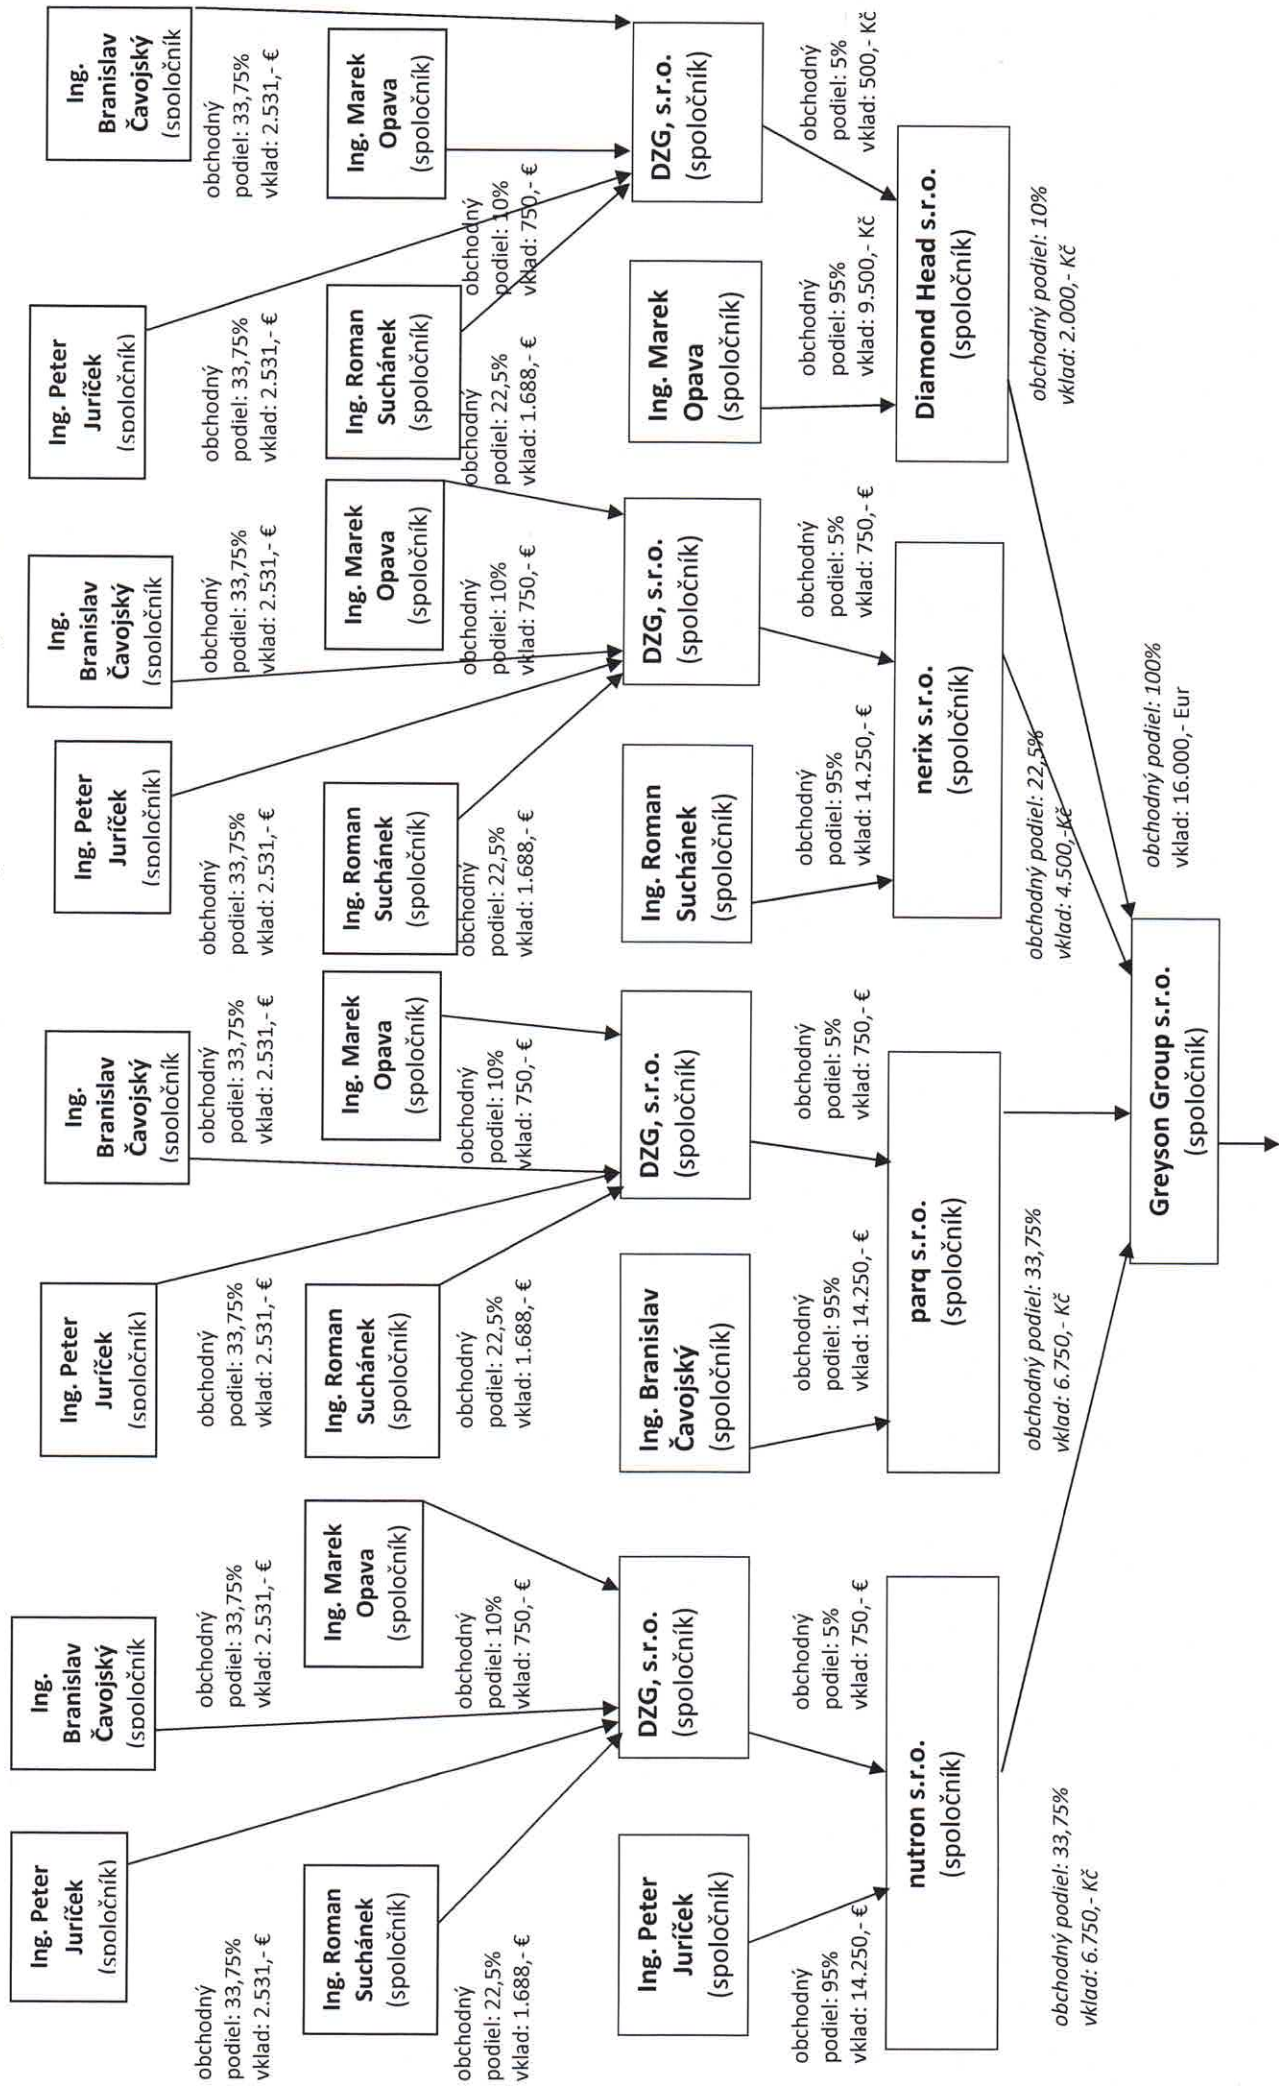 Ing. Peter
Juríček
(spoločník)
Ing.
Branislav
Čavojský
(spoločník
Ing. Peter
Juríček
(spoločník)
Ing.
Branislav
Čavojský
(spoločník
Ing. Peter
Juríček
(spoločník)
Ing.
Branislav
Čavojský
(spoločník
Ing. Peter
Juríček
(spoločník)
Ing.
Branislav
Čavojský
(spoločník
obchodný
podiel: 33,75%
vklad: 2.531,- €
obchodný
podiel: 33,75%
vklad: 2.531,- €
obchodný
podiel: 33,75%
vklad: 2.531,- €
obchodný
podiel: 33,75%
vklad: 2.531,- €
obchodný
podiel: 33,75%
vklad: 2.531,- €
obchodný
podiel: 33,75%
vklad: 2.531,- €
obchodný
podiel: 33,75%
vklad: 2.531,- €
obchodný
podiel: 33,75%
vklad: 2.531,- €
Ing. Roman
Suchánek
(spoločník)
Ing. Marek
Opava
(spoločník)
Ing. Roman
Suchánek
(spoločník)
Ing. Marek
Opava
(spoločník)
Ing. Roman
Suchánek
(spoločník)
Ing. Marek
Opava
(spoločník)
Ing. Roman
Suchánek
(spoločník)
Ing. Marek
Opava
(spoločník)
obchodný
podiel: 22,5%
vklad: 1.688,- €
obchodný
podiel: 10%
vklad: 750,- €
obchodný
podiel: 22,5%
vklad: 1.688,- €
obchodný
podiel: 10%
vklad: 750,- €
obchodný
podiel: 22,5%
vklad: 1.688,- €
obchodný
podiel: 10%
vklad: 750,- €
obchodný
podiel: 22,5%
vklad: 1.688,- €
obchodný
podiel: 10%
vklad: 750,- €
Ing. Peter
Juríček
(spoločník)
DZG, s.r.o.
(spoločník)
Ing. Branislav
Čavojský
(spoločník)
DZG, s.r.o.
(spoločník)
Ing. Roman
Suchánek
(spoločník)
DZG, s.r.o.
(spoločník)
Ing. Marek
Opava
(spoločník)
DZG, s.r.o.
(spoločník)
obchodný
podiel: 95%
vklad: 14.250,- €
obchodný
podiel: 5%
vklad: 750,- €
obchodný
podiel: 95%
vklad: 14.250,- €
obchodný
podiel: 5%
vklad: 750,- €
obchodný
podiel: 95%
vklad: 14.250,- €
obchodný
podiel: 5%
vklad: 750,- €
obchodný
podiel: 95%
vklad: 9.500,- Kč
obchodný
podiel: 5%
vklad: 500,- Kč
nutron s.r.o.
(spoločník)
parq s.r.o.
(spoločník)
nerix s.r.o.
(spoločník)
Diamond Head s.r.o.
(spoločník)
obchodný podiel: 33,75%
vklad: 6.750,- Kč
obchodný podiel: 33,75%
vklad: 6.750,- Kč
obchodný podiel: 22,5%
vklad: 4.500,- Kč
obchodný podiel: 10%
vklad: 2.000,- Kč
Greyson Group s.r.o.
(spoločník)
obchodný podiel: 100%
vklad: 16.000,- Eur